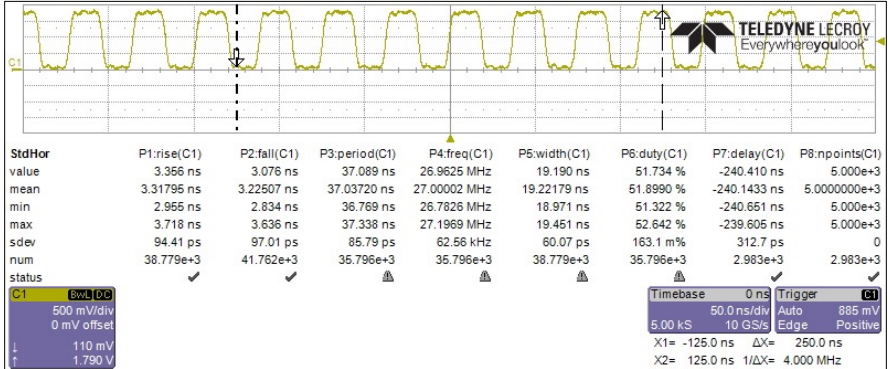 TELEDYNE LECROY
Everywhereyoulook™
C1
StdHor P1:rise(C1) P2:fall(C1) P3:period(C1) P4:freq(C1) P5:width(C1) P6:duty(C1) P7:delay(C1) P8:npoints(C1)
value 3.356 ns 3.076 ns 37.089 ns 26.9625 MHz 19.190 ns 51.734 % -240.410 ns 5.000e+3
mean 3.31795 ns 3.22507 ns 37.03720 ns 27.00002 MHz 19.22179 ns 51.8990 % -240.1433 ns 5.0000000e+3
min 2.955 ns 2.834 ns 36.769 ns 26.7826 MHz 18.971 ns 51.322 % -240.651 ns 5.000e+3
max 3.718 ns 3.636 ns 37.338 ns 27.1969 MHz 19.451 ns 52.642 % -239.605 ns 5.000e+3
sdev 94.41 ps 97.01 ps 85.79 ps 62.56 kHz 60.07 ps 163.1 m% 312.7 ps 0
num 38.779e+3 41.762e+3 35.796e+3 35.796e+3 38.779e+3 35.796e+3 2.983e+3 2.983e+3
status
C1 BwL DC
500 mV/div
0 mV offset
↓ 110 mV
↑ 1.790 V
Timebase 0 ns Trigger C1
50.0 ns/div Auto 885 mV
5.00 kS 10 GS/s Edge Positive
X1= -125.0 ns ΔX= 250.0 ns
X2= 125.0 ns 1/ΔX= 4.000 MHz